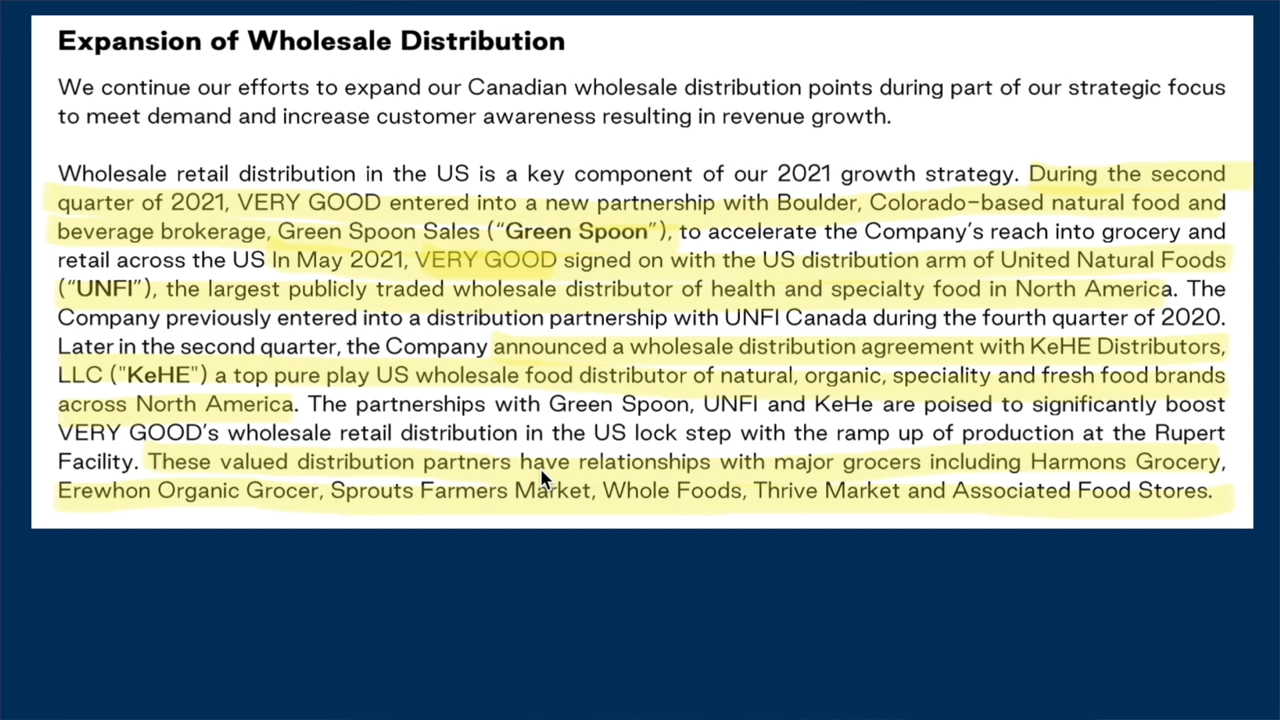 Expansion of Wholesale Distribution
We continue our efforts to expand our Canadian wholesale distribution points during part of our strategic focus
to meet demand and increase customer awareness resulting in revenue growth.
Wholesale retail distribution in the US is a key component of our 2021 growth strategy. During the second
quarter of 2021, VERY GOOD entered into a new partnership with Boulder, Colorado-based natural food and
beverage brokerage, Green Spoon Sales (“Green Spoon”), to accelerate the Company’s reach into grocery and
retail across the US In May 2021, VERY GOOD signed on with the US distribution arm of United Natural Foods
(“UNFI”), the largest publicly traded wholesale distributor of health and specialty food in North America. The
Company previously entered into a distribution partnership with UNFI Canada during the fourth quarter of 2020.
Later in the second quarter, the Company announced a wholesale distribution agreement with KeHE Distributors,
LLC ("KeHE") a top pure play US wholesale food distributor of natural, organic, speciality and fresh food brands
across North America. The partnerships with Green Spoon, UNFI and KeHe are poised to significantly boost
VERY GOOD’s wholesale retail distribution in the US lock step with the ramp up of production at the Rupert
Facility. These valued distribution partners have relationships with major grocers including Harmons Grocery,
Erewhon Organic Grocer, Sprouts Farmers Market, Whole Foods, Thrive Market and Associated Food Stores.